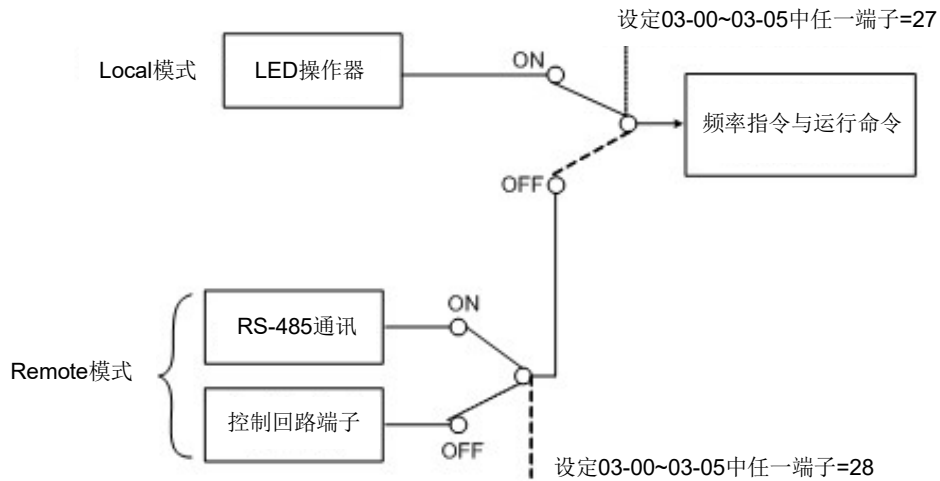 设定03-00~03-05中任一端子=27
Local模式
LED操作器
ON
频率指令与运行命令
OFF
RS-485通讯
ON
Remote模式
控制回路端子
OFF
设定03-00~03-05中任一端子=28